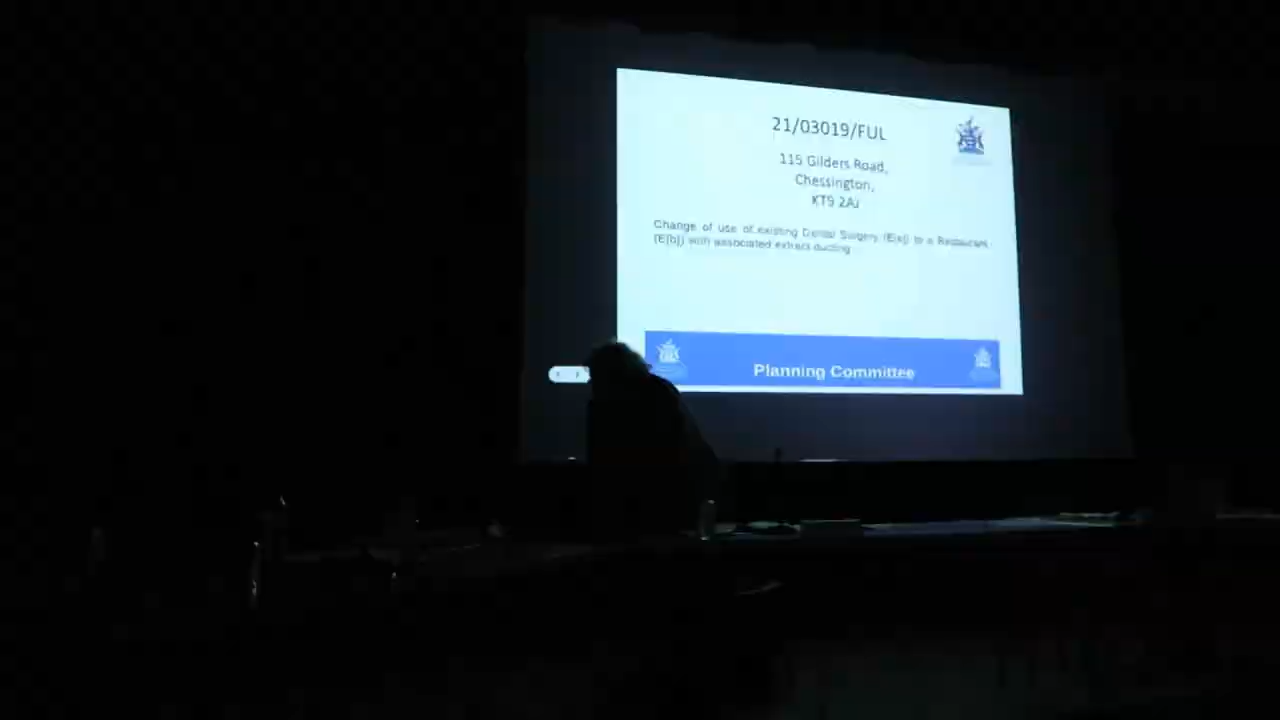 21/03019/FUL
115 Gilders Road,
Chessington,
KT9 2AJ
Change of use of existing Dental Surgery (E(e)) to a Restaurant
(E(b)) with associated extract ducting
Planning Committee